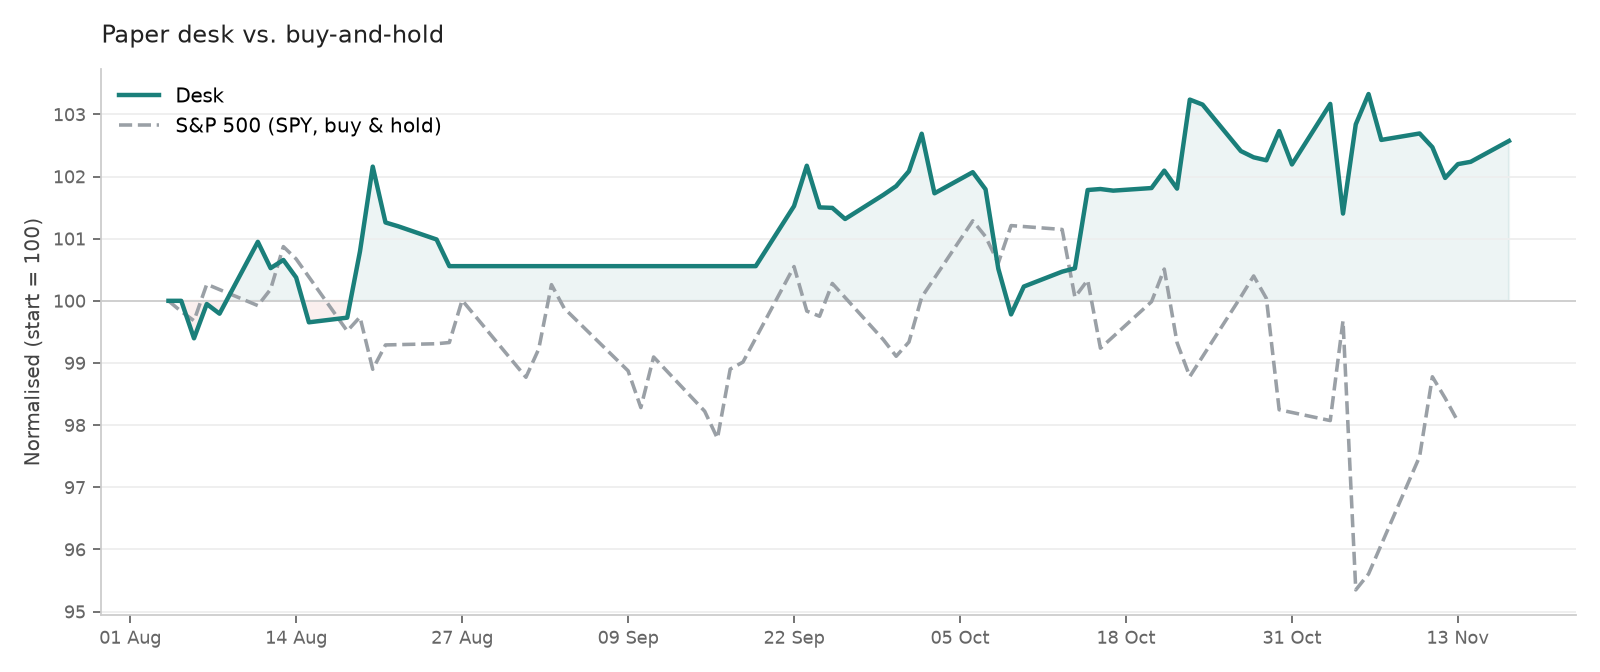 Paper desk vs. buy-and-hold
Desk
S&P 500 (SPY, buy & hold)
Normalised (start = 100)
103
102
101
100
99
98
97
96
95
01 Aug
14 Aug
27 Aug
09 Sep
22 Sep
05 Oct
18 Oct
31 Oct
13 Nov